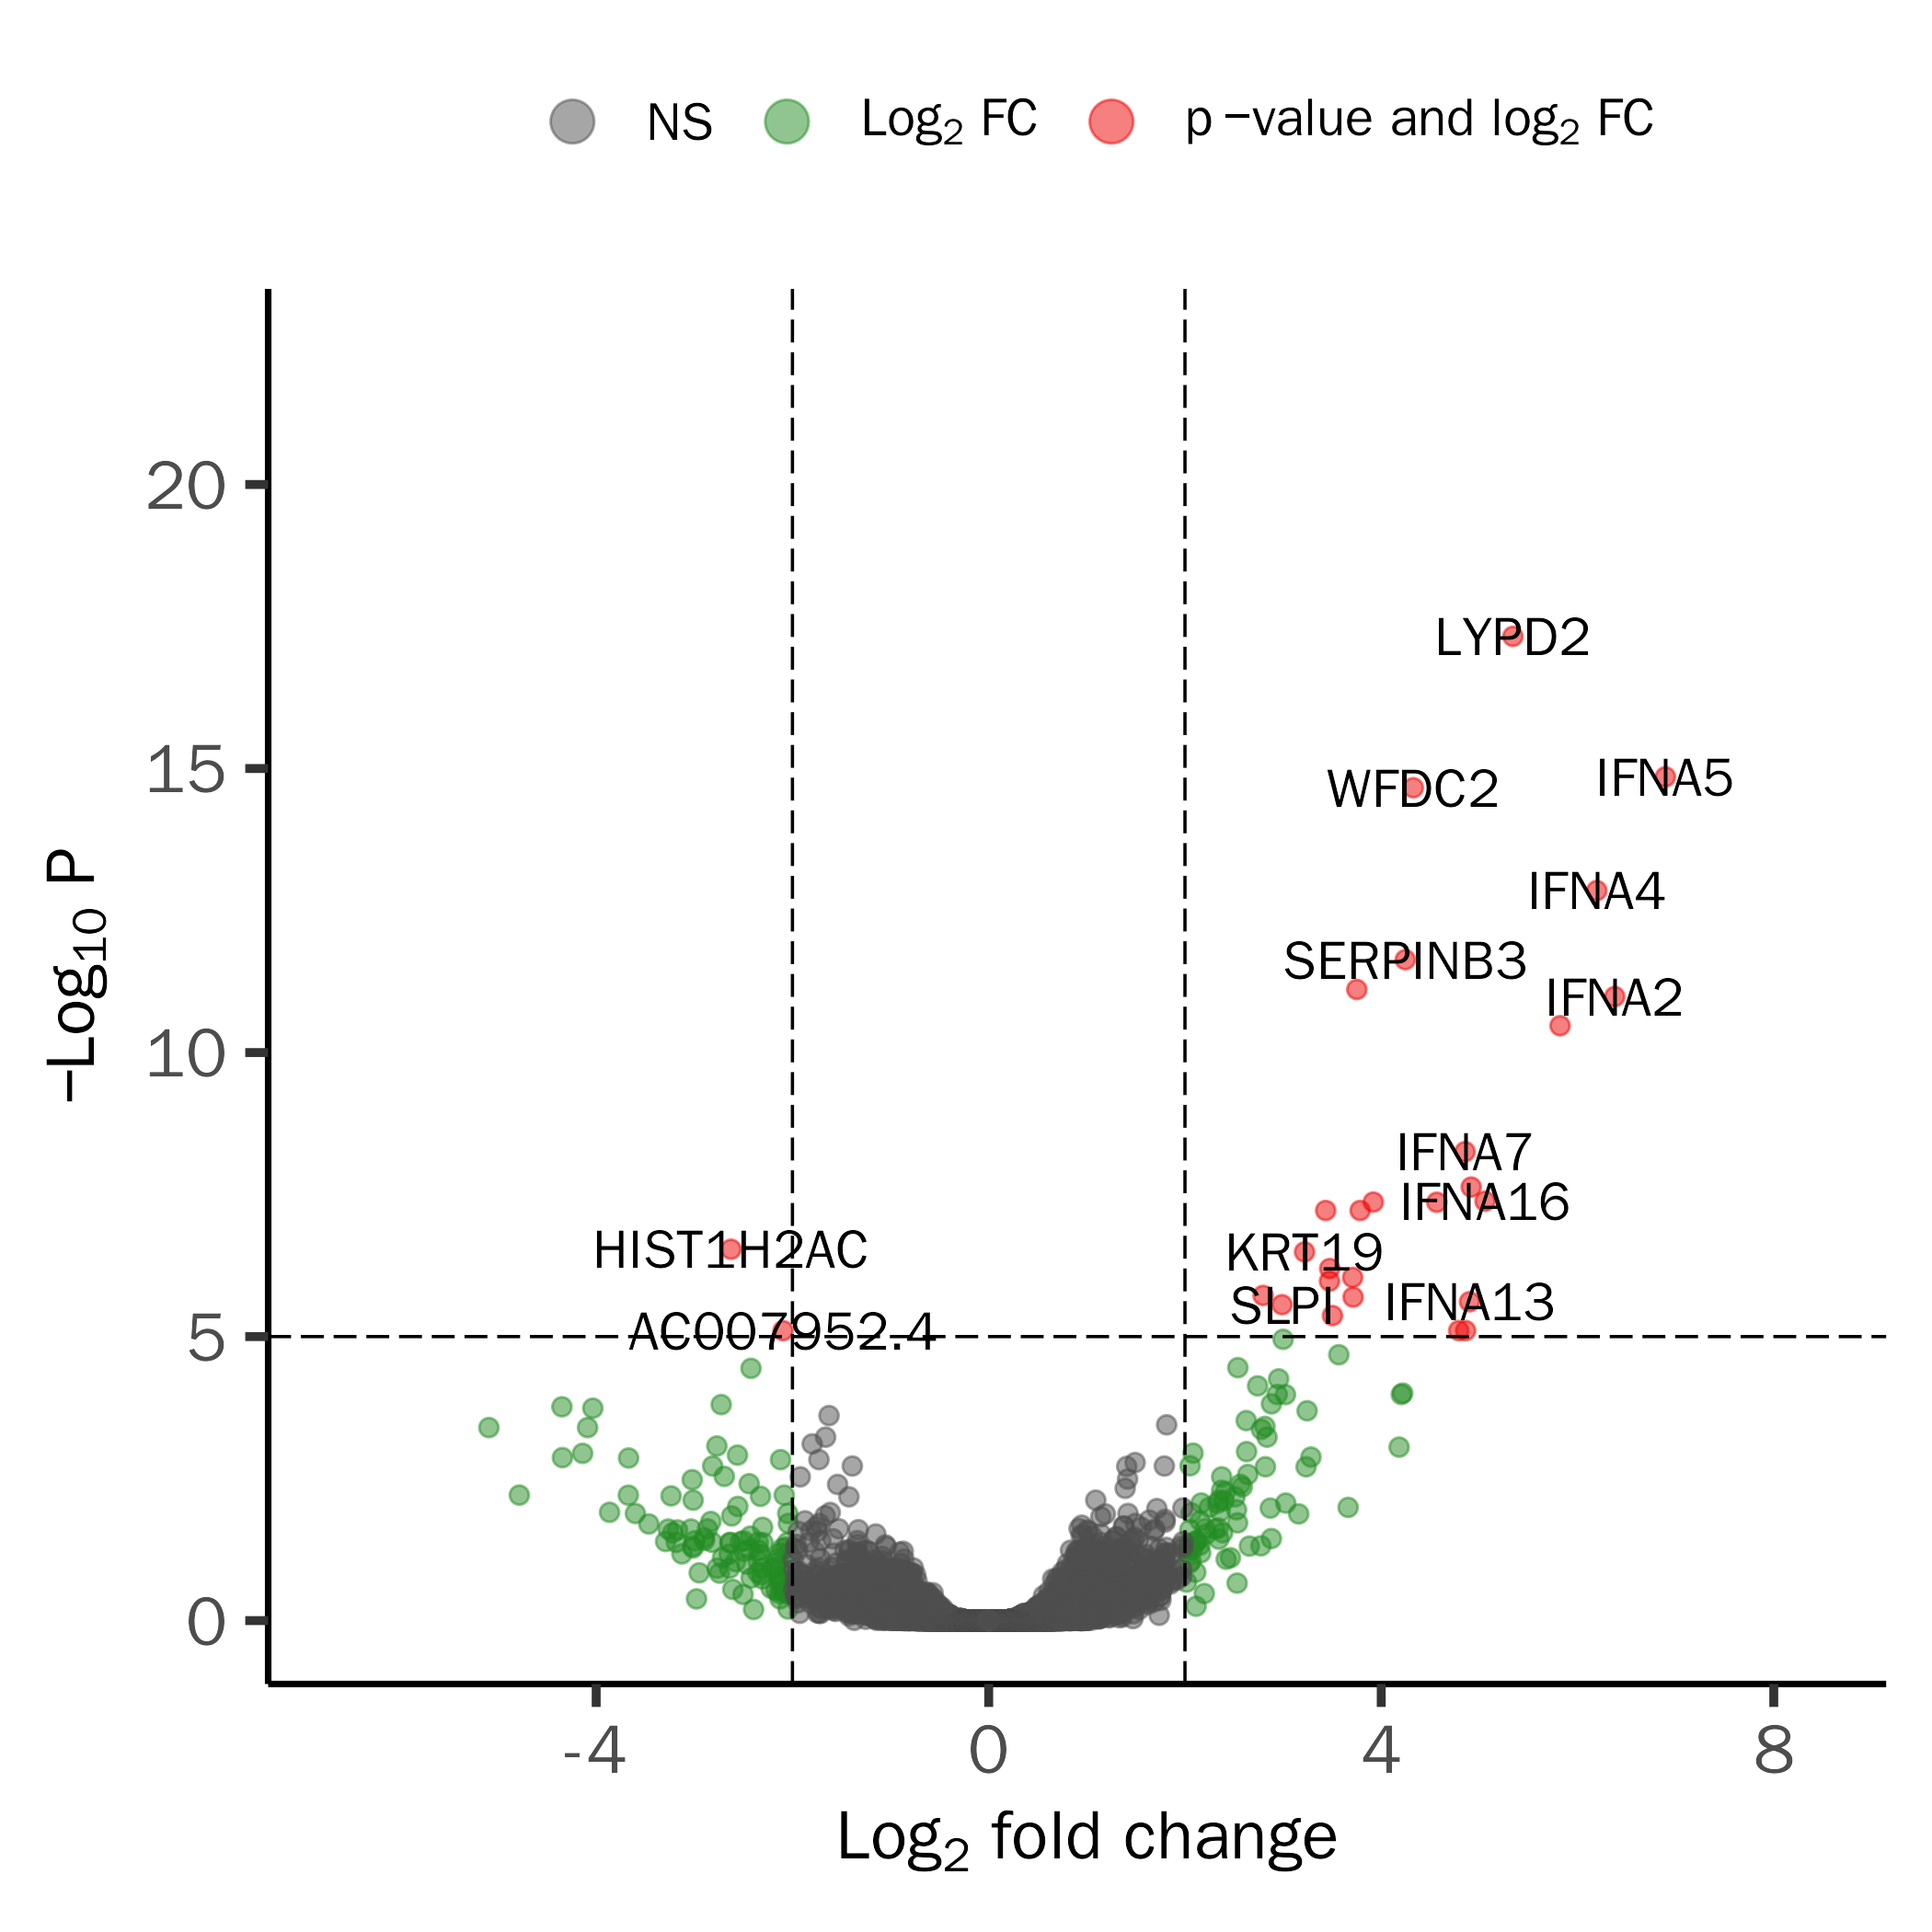 NS Log2 FC p –value and log2 FC
–Log10 P
20
15
10
5
0
LYPD2
WFDC2
IFNA5
IFNA4
SERPINB3
IFNA2
IFNA7
IFNA16
HIST1H2AC
KRT19
SLPI
IFNA13
AC007952.4
-4 0 4 8
Log2 fold change